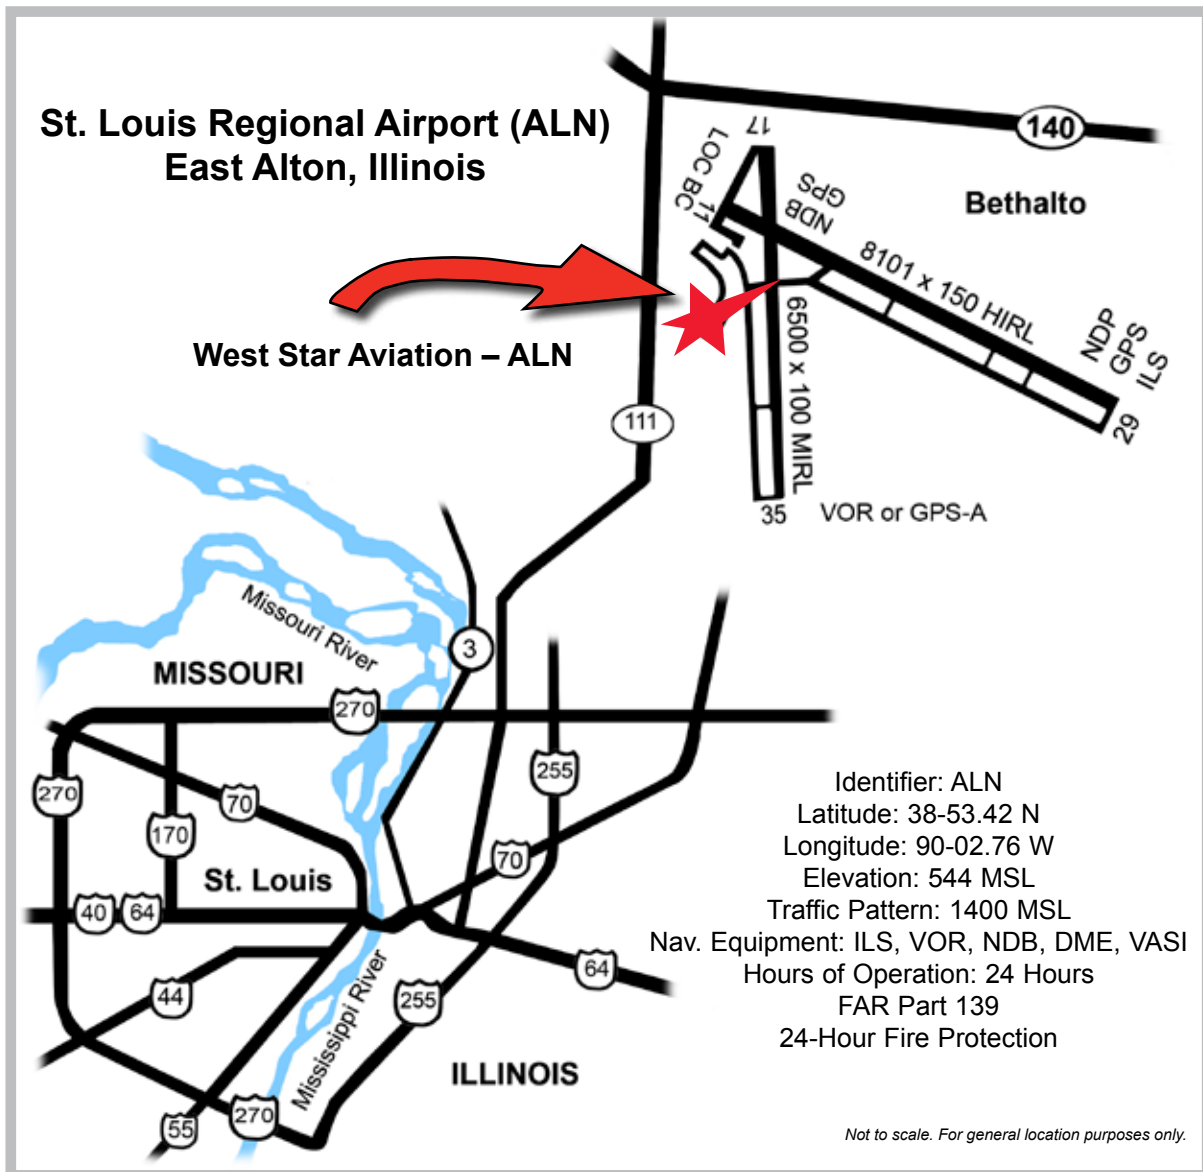 St. Louis Regional Airport (ALN)
East Alton, Illinois
140
Bethalto
17
LOC BC
11
NDB
GPS
8101 x 150 HIRL
NDP
GPS
ILS
29
6500 x 100 MIRL
35
VOR or GPS-A
West Star Aviation – ALN
111
Missouri River
3
MISSOURI
270
270
70
170
255
70
St. Louis
40
64
44
64
255
Mississippi River
ILLINOIS
270
55
Identifier: ALN
Latitude: 38-53.42 N
Longitude: 90-02.76 W
Elevation: 544 MSL
Traffic Pattern: 1400 MSL
Nav. Equipment: ILS, VOR, NDB, DME, VASI
Hours of Operation: 24 Hours
FAR Part 139
24-Hour Fire Protection
Not to scale. For general location purposes only.